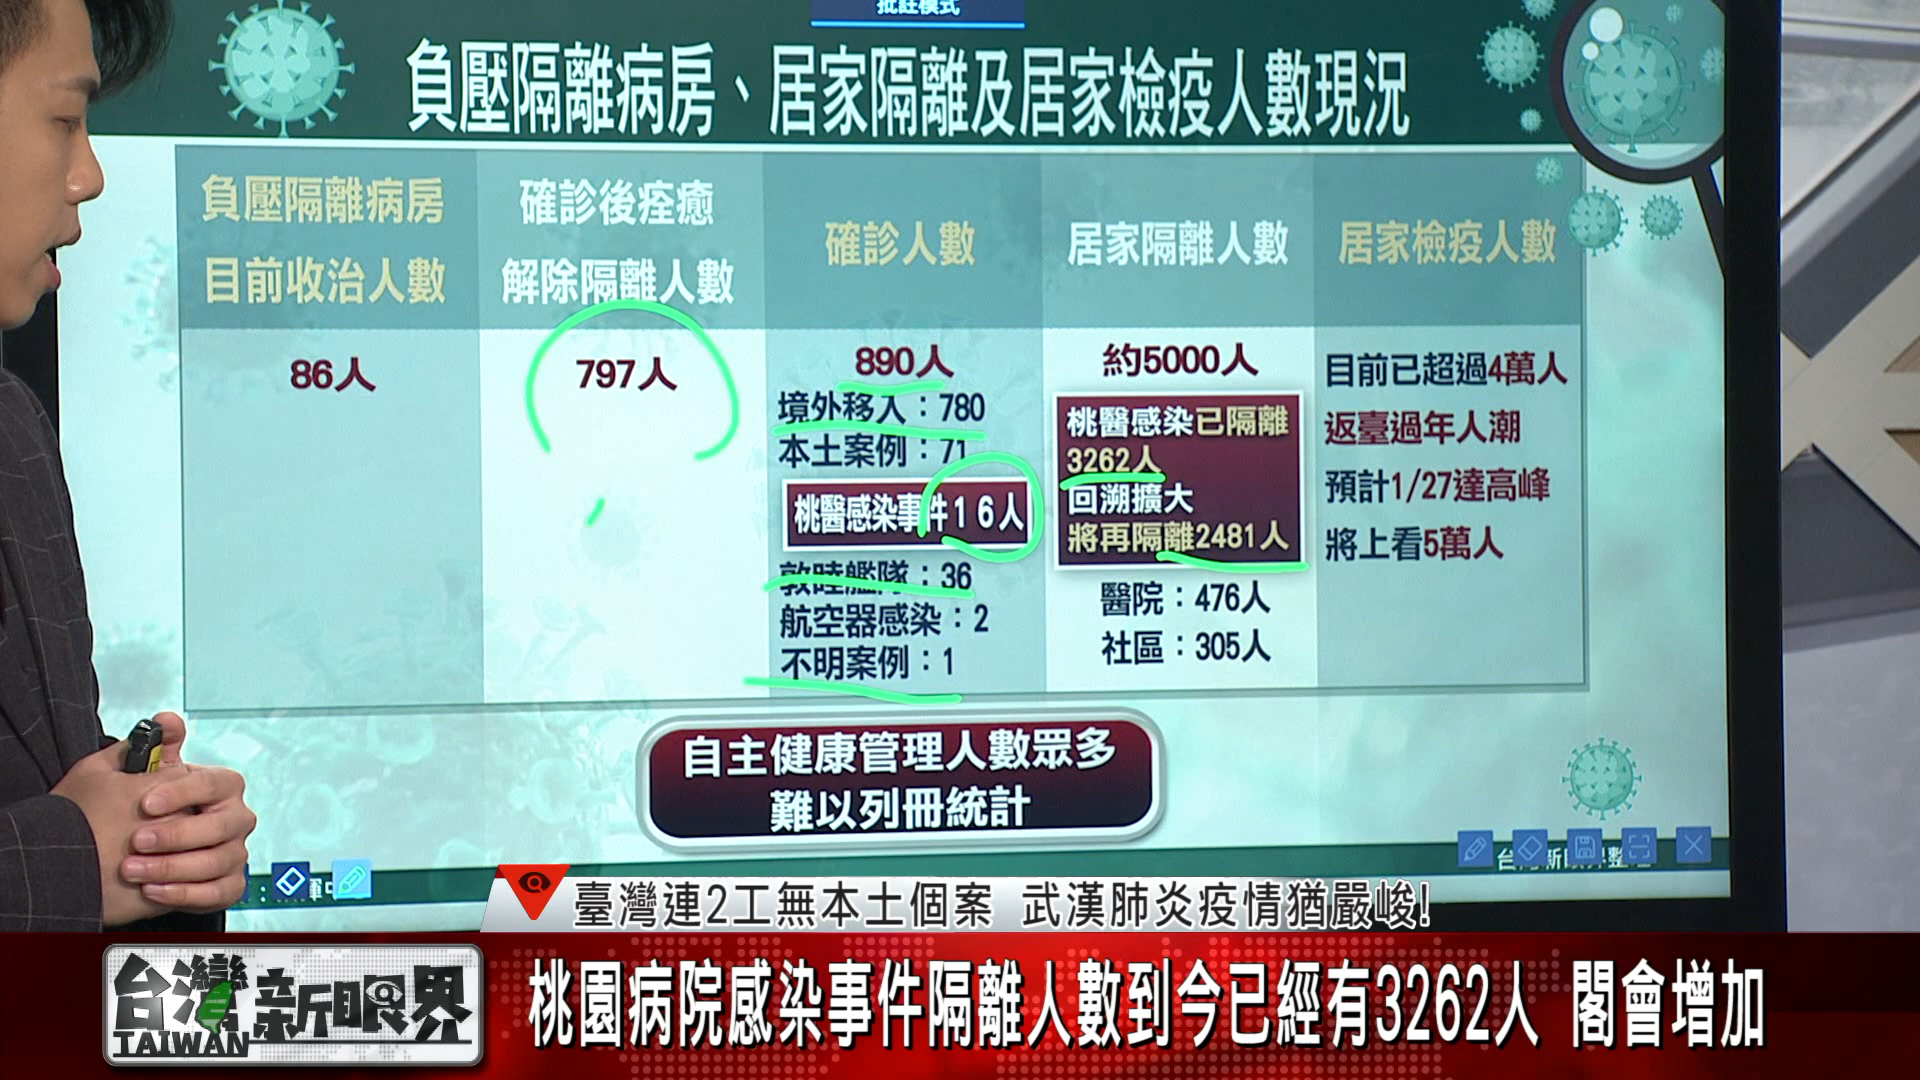 批註模式
負壓隔離病房、居家隔離及居家檢疫人數現況
負壓隔離病房
目前收治人數
86人
確診後痊癒
解除隔離人數
797人
確診人數
890人
境外移入：780
本土案例：71
桃醫感染事件16人
敦睦艦隊：36
航空器感染：2
不明案例：1
居家隔離人數
約5000人
桃醫感染已隔離
3262人
回溯擴大
將再隔離2481人
醫院：476人
社區：305人
居家檢疫人數
目前已超過4萬人
返臺過年人潮
預計1/27達高峰
將上看5萬人
自主健康管理人數眾多
難以列冊統計
台灣新眼界整理
臺灣連2工無本土個案 武漢肺炎疫情猶嚴峻!
台灣新眼界
TAIWAN
桃園病院感染事件隔離人數到今已經有3262人 閣會增加